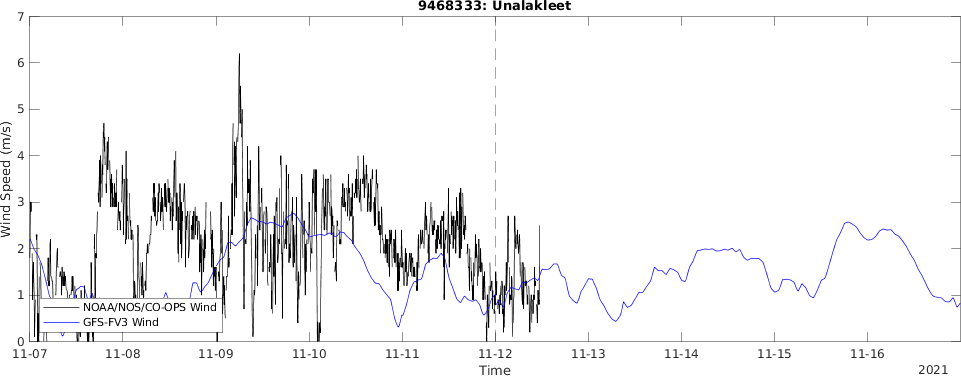 9468333: Unalakleet
7
6
5
4
3
2
1
0
Wind Speed (m/s)
NOAA/NOS/CO-OPS Wind
GFS-FV3 Wind
11-07 11-08 11-09 11-10 11-11 11-12 11-13 11-14 11-15 11-16
Time
2021